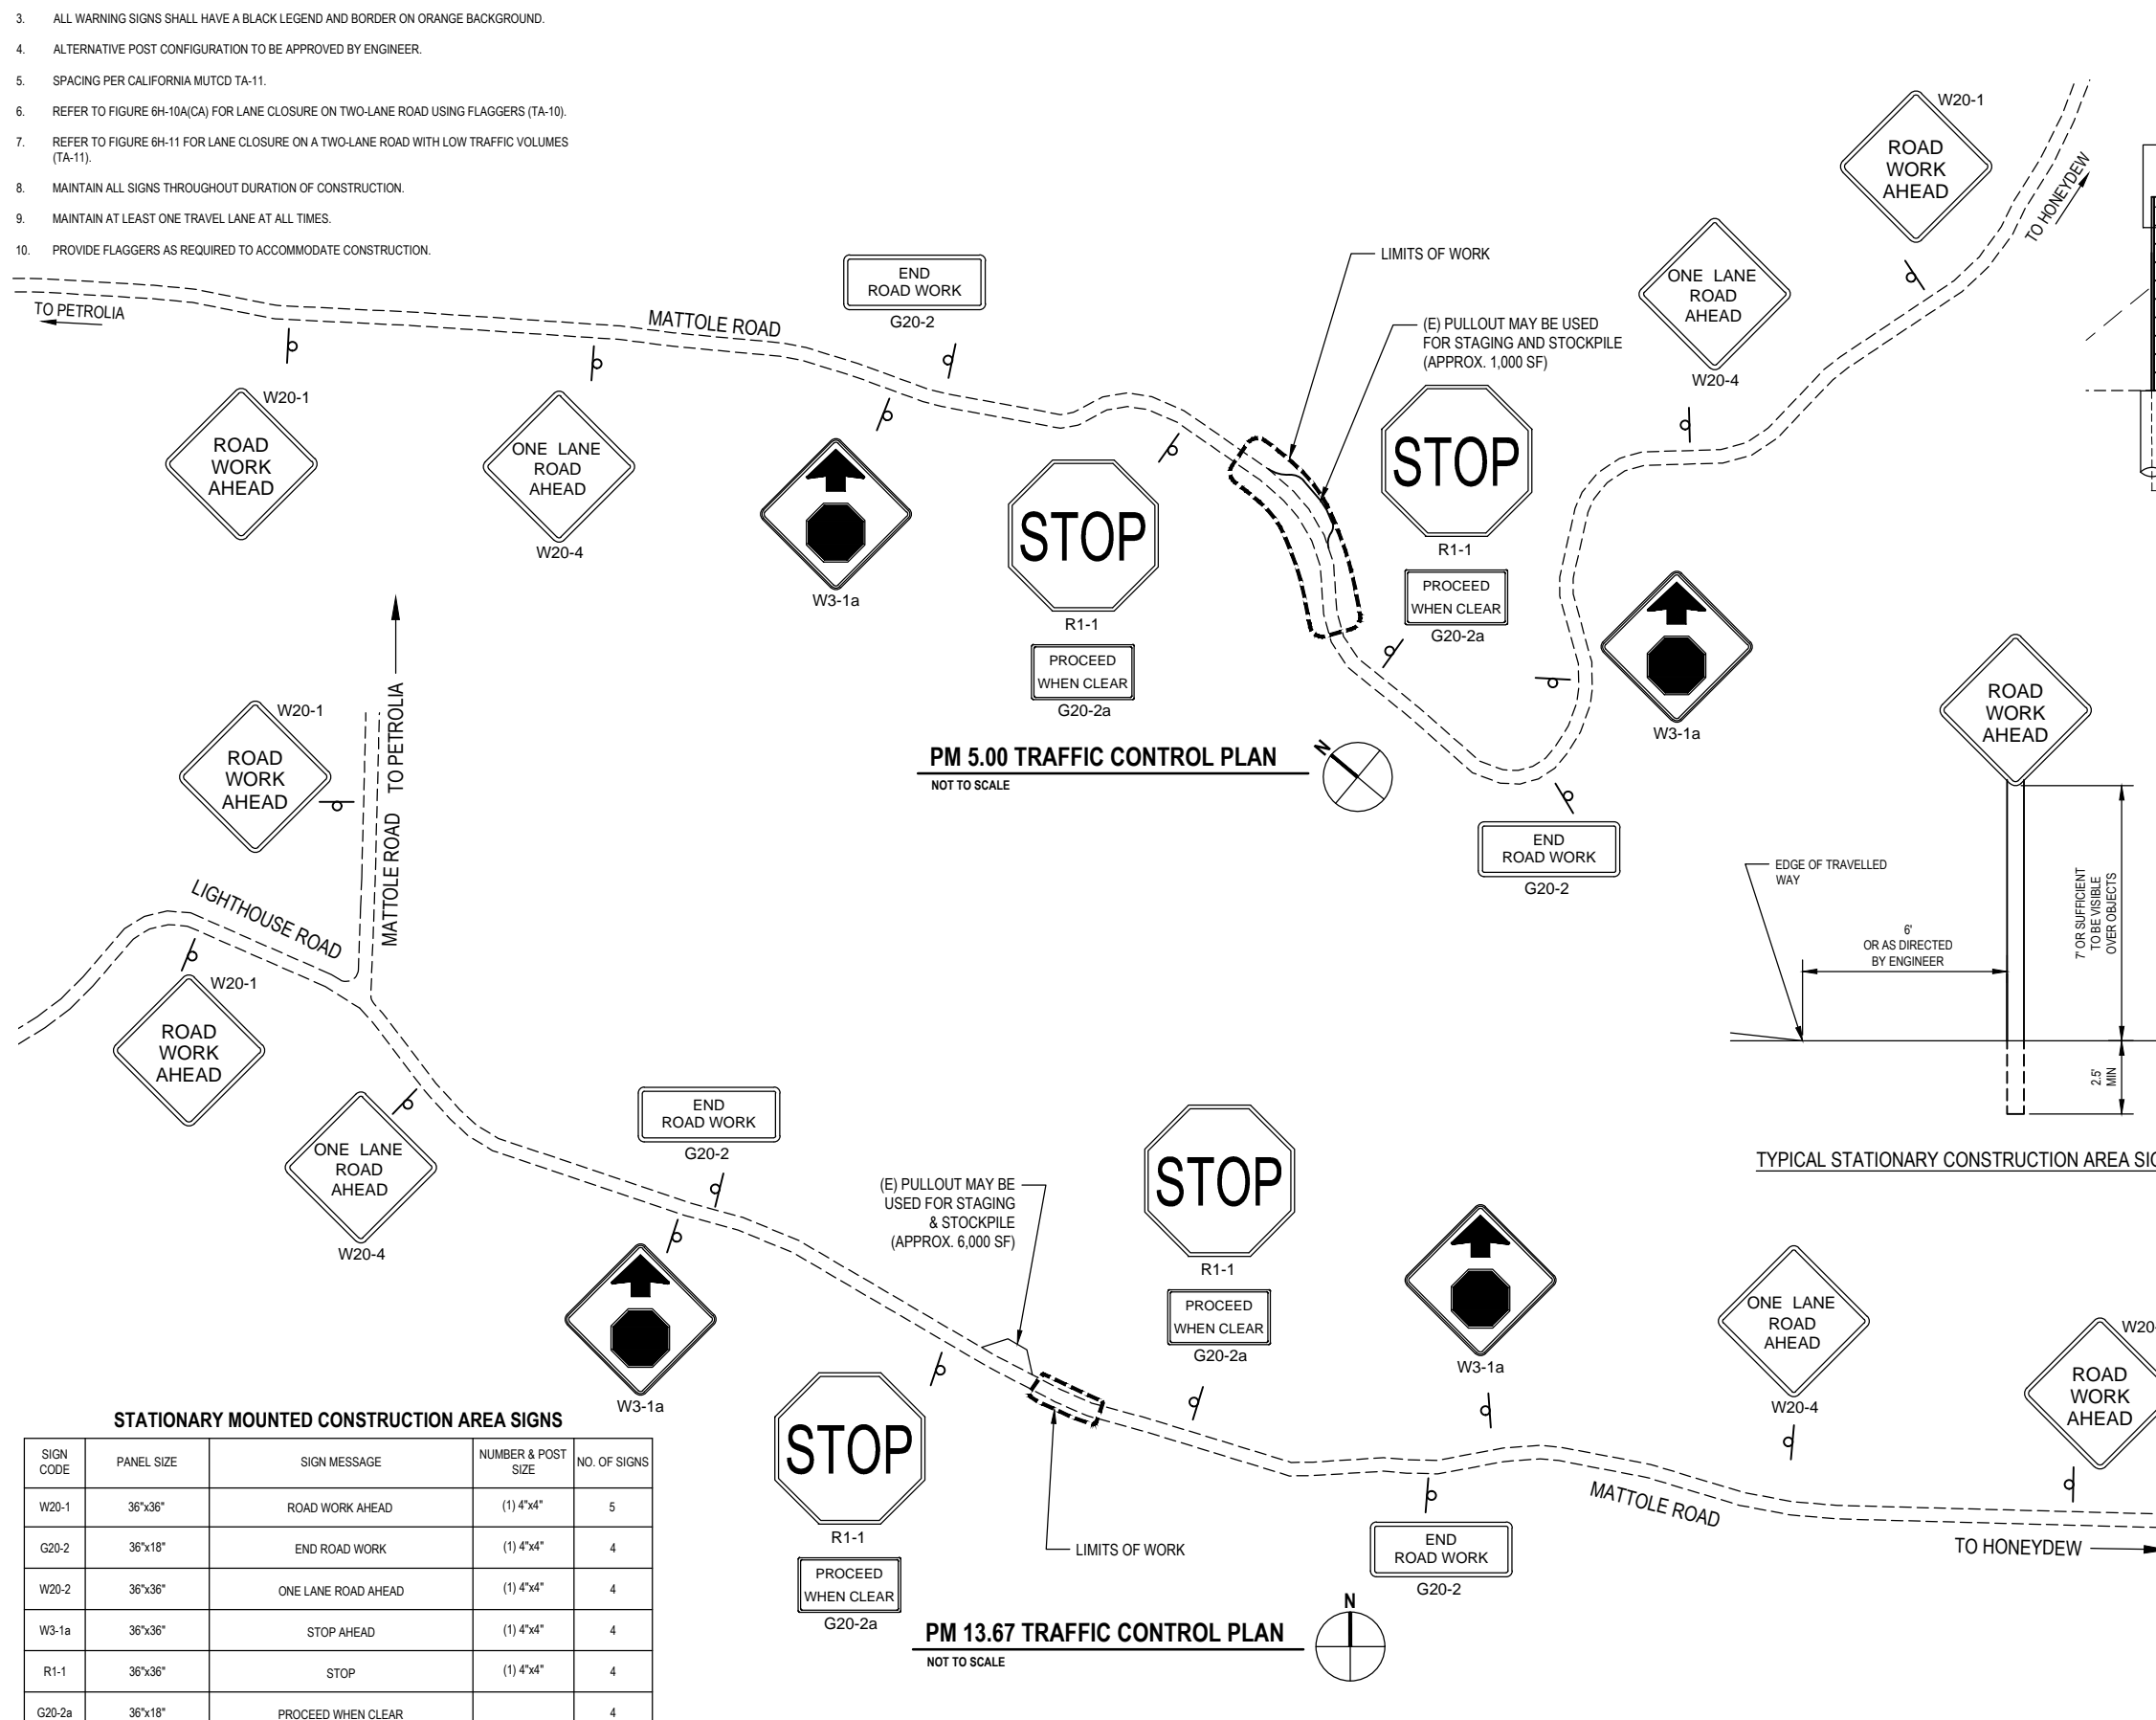 3. ALL WARNING SIGNS SHALL HAVE A BLACK LEGEND AND BORDER ON ORANGE BACKGROUND.
4. ALTERNATIVE POST CONFIGURATION TO BE APPROVED BY ENGINEER.
5. SPACING PER CALIFORNIA MUTCD TA-11.
6. REFER TO FIGURE 6H-10A(CA) FOR LANE CLOSURE ON TWO-LANE ROAD USING FLAGGERS (TA-10).
7. REFER TO FIGURE 6H-11 FOR LANE CLOSURE ON A TWO-LANE ROAD WITH LOW TRAFFIC VOLUMES
(TA-11).
8. MAINTAIN ALL SIGNS THROUGHOUT DURATION OF CONSTRUCTION.
9. MAINTAIN AT LEAST ONE TRAVEL LANE AT ALL TIMES.
10. PROVIDE FLAGGERS AS REQUIRED TO ACCOMMODATE CONSTRUCTION.
TO PETROLIA
MATTOLE ROAD
W20-1
ROAD
WORK
AHEAD
ONE LANE
ROAD
AHEAD
W20-4
END
ROAD WORK
G20-2
W3-1a
STOP
R1-1
PROCEED
WHEN CLEAR
G20-2a
LIMITS OF WORK
(E) PULLOUT MAY BE USED
FOR STAGING AND STOCKPILE
(APPROX. 1,000 SF)
STOP
R1-1
PROCEED
WHEN CLEAR
G20-2a
W3-1a
ONE LANE
ROAD
AHEAD
W20-4
W20-1
ROAD
WORK
AHEAD
TO HONEYDEW
END
ROAD WORK
G20-2
PM 5.00 TRAFFIC CONTROL PLAN
NOT TO SCALE
N
W20-1
ROAD
WORK
AHEAD
MATTOLE ROAD TO PETROLIA
LIGHTHOUSE ROAD
W20-1
ROAD
WORK
AHEAD
ONE LANE
ROAD
AHEAD
W20-4
END
ROAD WORK
G20-2
W3-1a
(E) PULLOUT MAY BE
USED FOR STAGING
& STOCKPILE
(APPROX. 6,000 SF)
STOP
R1-1
PROCEED
WHEN CLEAR
G20-2a
LIMITS OF WORK
STOP
R1-1
PROCEED
WHEN CLEAR
G20-2a
W3-1a
END
ROAD WORK
G20-2
MATTOLE ROAD
ONE LANE
ROAD
AHEAD
W20-4
W20-
ROAD
WORK
AHEAD
TO HONEYDEW
PM 13.67 TRAFFIC CONTROL PLAN
NOT TO SCALE
N
ROAD
WORK
AHEAD
EDGE OF TRAVELLED
WAY
6'
OR AS DIRECTED
BY ENGINEER
7' OR SUFFICIENT
TO BE VISIBLE
OVER OBJECTS
2.5'
MIN
TYPICAL STATIONARY CONSTRUCTION AREA
STATIONARY MOUNTED CONSTRUCTION AREA SIGNS
SIGN CODE PANEL SIZE SIGN MESSAGE NUMBER & POST SIZE NO. OF SIGNS
W20-1 36"x36" ROAD WORK AHEAD (1) 4"x4" 5
G20-2 36"x18" END ROAD WORK (1) 4"x4" 4
W20-2 36"x36" ONE LANE ROAD AHEAD (1) 4"x4" 4
W3-1a 36"x36" STOP AHEAD (1) 4"x4" 4
R1-1 36"x36" STOP (1) 4"x4" 4
G20-2a 36"x18" PROCEED WHEN CLEAR 4